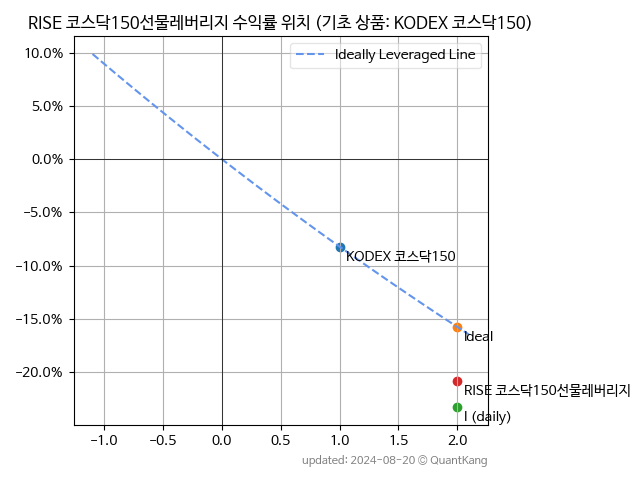 RISE 코스닥150선물레버리지 수익률 위치 (기초 상품: KODEX 코스닥150)
Ideally Leveraged Line
10.0%
5.0%
0.0%
−5.0%
−10.0%
−15.0%
−20.0%
KODEX 코스닥150
Ideal
RISE 코스닥150선물레버리지
I (daily)
−1.0
−0.5
0.0
0.5
1.0
1.5
2.0
updated: 2024-08-20 © QuantKang